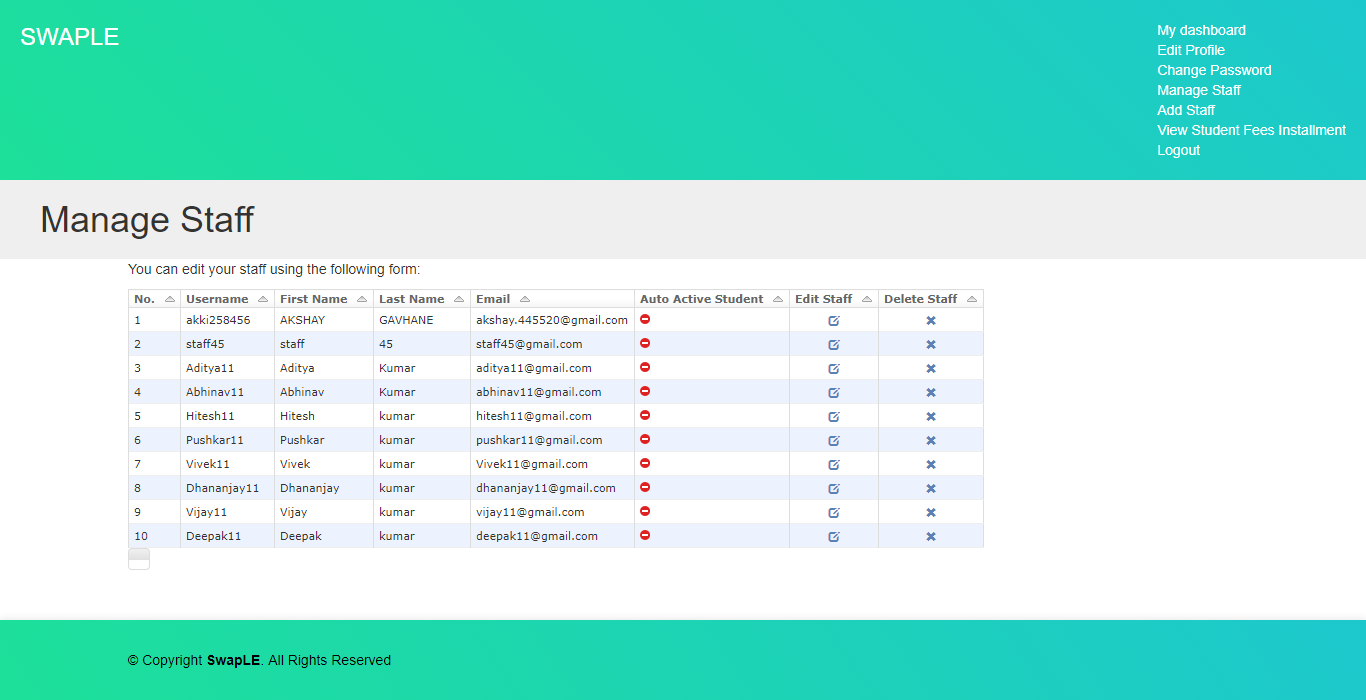 SWAPLE
My dashboard
Edit Profile
Change Password
Manage Staff
Add Staff
View Student Fees Installment
Logout
Manage Staff
You can edit your staff using the following form:
No. Username First Name Last Name Email Auto Active Student Edit Staff Delete Staff
1 akki258456 AKSHAY GAVHANE akshay.445520@gmail.com
2 staff45 staff 45 staff45@gmail.com
3 Aditya11 Aditya Kumar aditya11@gmail.com
4 Abhinav11 Abhinav Kumar abhinav11@gmail.com
5 Hitesh11 Hitesh kumar hitesh11@gmail.com
6 Pushkar11 Pushkar kumar pushkar11@gmail.com
7 Vivek11 Vivek kumar Vivek11@gmail.com
8 Dhananjay11 Dhananjay kumar dhananjay11@gmail.com
9 Vijay11 Vijay kumar vijay11@gmail.com
10 Deepak11 Deepak kumar deepak11@gmail.com
© Copyright SwapLE. All Rights Reserved